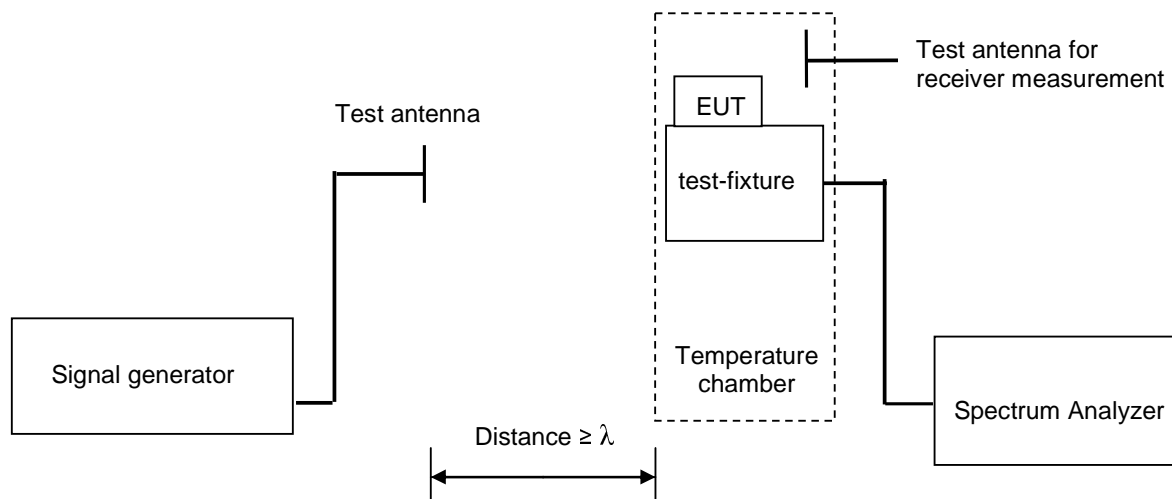 Test antenna for
receiver measurement
EUT
Test antenna
test-fixture
Temperature
chamber
Signal generator
Spectrum Analyzer
Distance ≥ λ